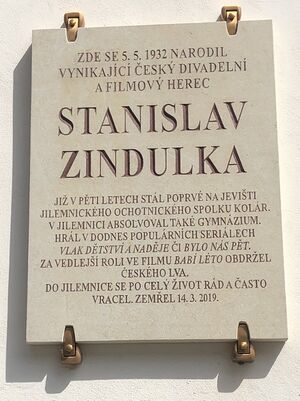 ZDE SE 5. 5. 1932 NARODIL
VYNIKAJÍCÍ ČESKÝ DIVADELNÍ
A FILMOVÝ HEREC
STANISLAV
ZINDULKA
JIŽ V PĚTI LETECH STÁL POPRVÉ NA JEVIŠTI
JILEMNICKÉHO OCHOTNICKÉHO SPOLKU KOLÁR.
V JILEMNICI ABSOLVOVAL TAKÉ GYMNÁZIUM.
HRÁL V DODNES POPULÁRNÍCH SERIÁLECH
VLAK DĚTSTVÍ A NADĚJE ČI BYLO NÁS PĚT.
ZA VEDLEJŠÍ ROLI VE FILMU BABÍ LÉTO OBDRŽEL
ČESKÉHO LVA.
DO JILEMNICE SE PO CELÝ ŽIVOT RÁD A ČASTO
VRACEL. ZEMŘEL 14. 3. 2019.